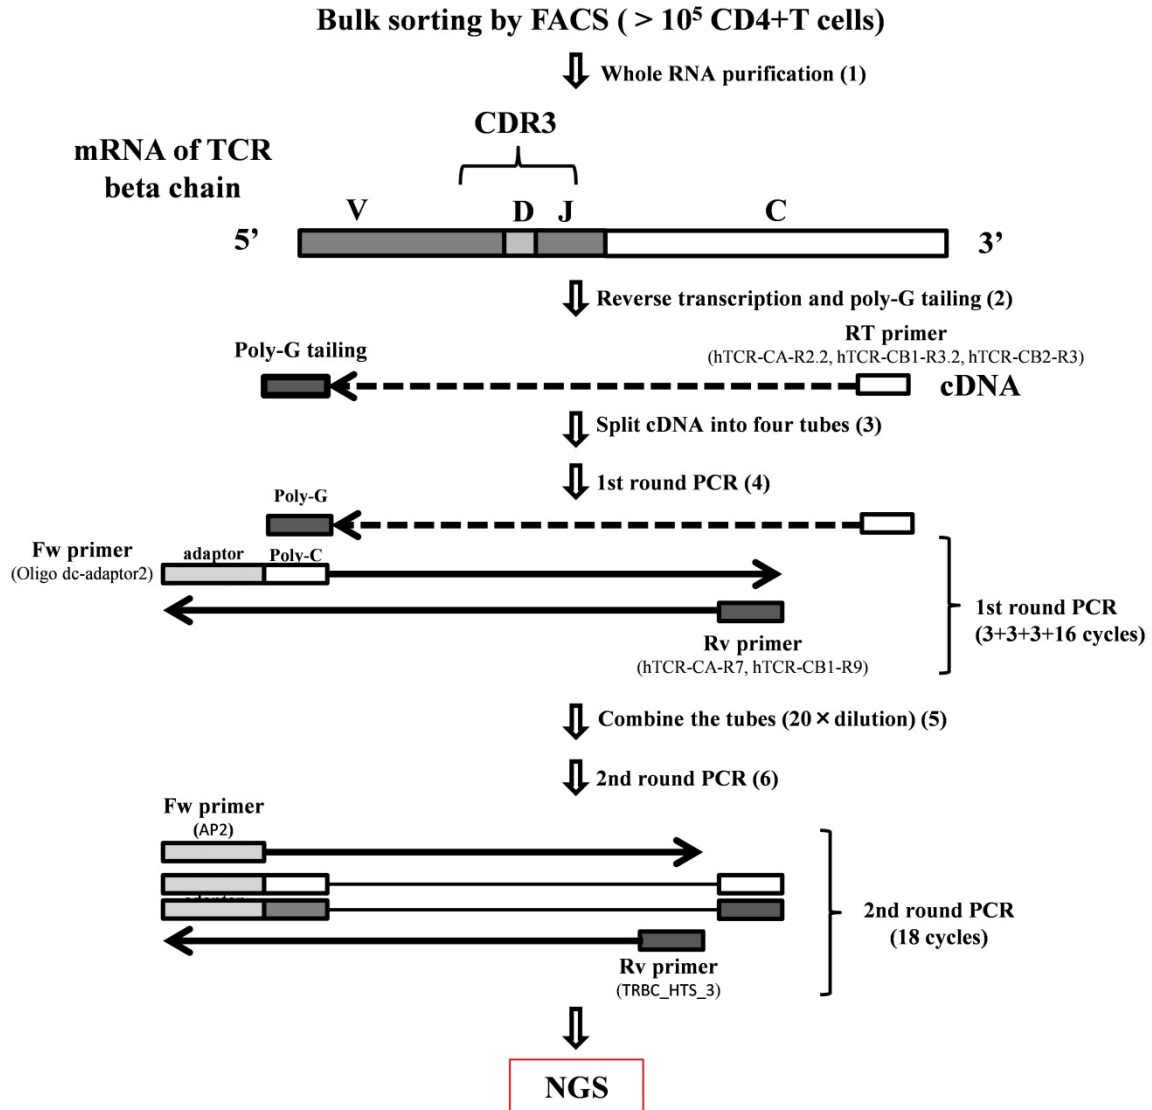 Bulk sorting by FACS ( > 10⁵ CD4+T cells)
Whole RNA purification (1)
CDR3
mRNA of TCR
beta chain
V
D
J
C
5’
3’
Reverse transcription and poly-G tailing (2)
RT primer
(hTCR-CA-R2.2, hTCR-CB1-R3.2, hTCR-CB2-R3)
Poly-G tailing
cDNA
Split cDNA into four tubes (3)
1st round PCR (4)
Poly-G
Fw primer
(Oligo dc-adaptor2)
adaptor
Poly-C
1st round PCR
(3+3+3+16 cycles)
Rv primer
(hTCR-CA-R7, hTCR-CB1-R9)
Combine the tubes (20 × dilution) (5)
2nd round PCR (6)
Fw primer
(AP2)
2nd round PCR
(18 cycles)
Rv primer
(TRBC_HTS_3)
NGS